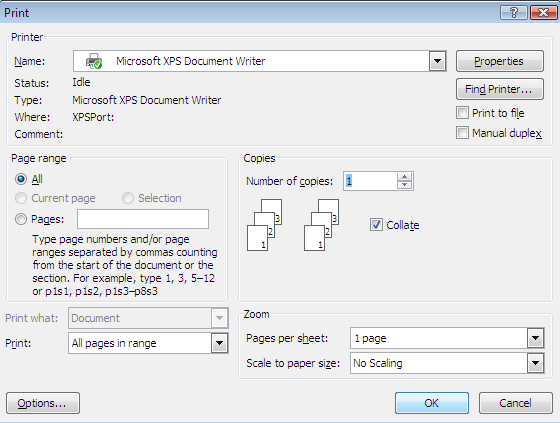 Print
Printer
Name: Microsoft XPS Document Writer Properties
Status: Idle
Find Printer...
Type: Microsoft XPS Document Writer
Where: XPSPort: Print to file
Comment: Manual duplex
Page range
All
Current page Selection
Pages:
Type page numbers and/or page
ranges separated by commas counting
from the start of the document or the
section. For example, type 1, 3, 5–12
or p1s1, p1s2, p1s3–p8s3
Copies
Number of copies: 1
3 3
2 2
1 1
Collate
Print what: Document
Print: All pages in range
Zoom
Pages per sheet: 1 page
Scale to paper size: No Scaling
Options... OK Cancel